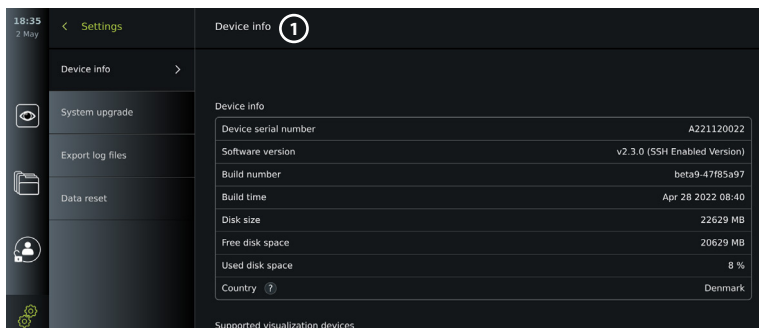 18:35
2 May
Settings
Device info
1
Device info
System upgrade
Export log files
Data reset
Device info
Device serial number A221120022
Software version v2.3.0 (SSH Enabled Version)
Build number beta9-47f85a97
Build time Apr 28 2022 08:40
Disk size 22629 MB
Free disk space 20629 MB
Used disk space 8 %
Country ? Denmark
Supported visualization devices